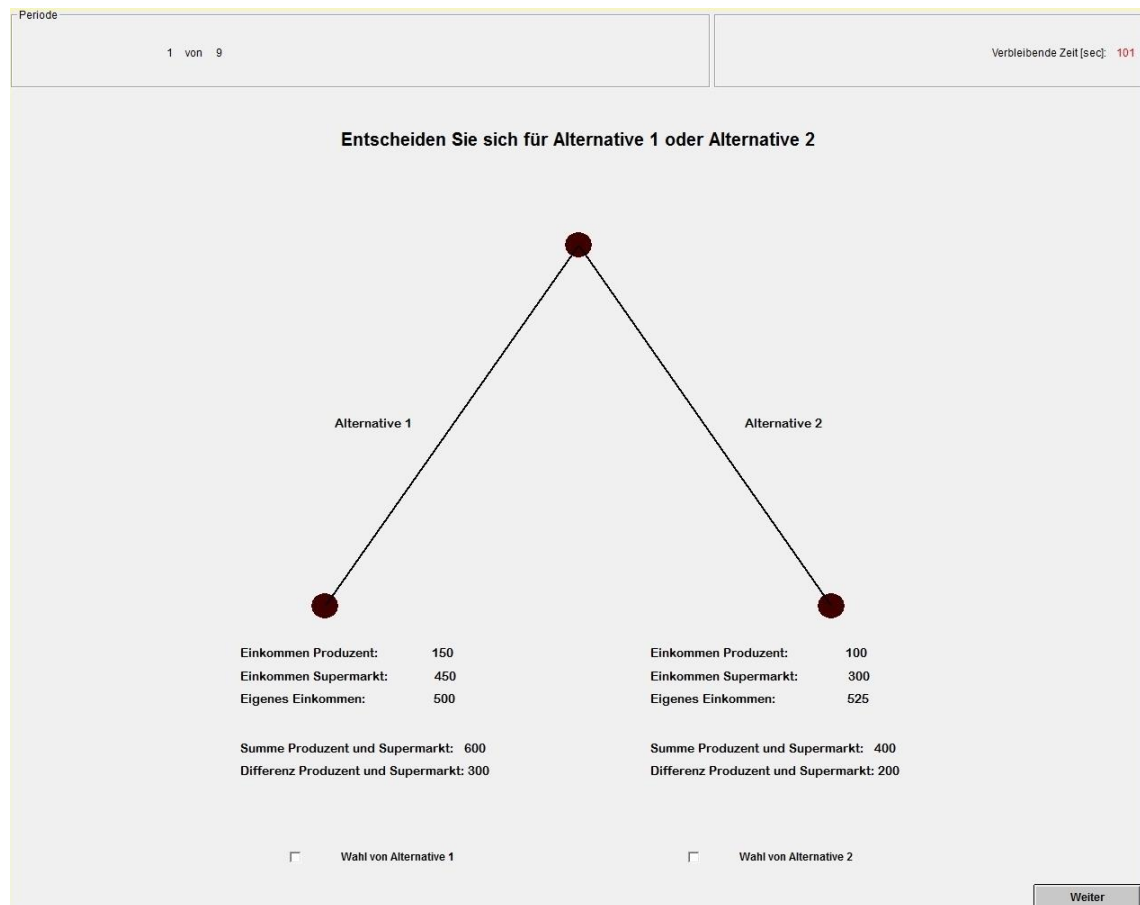 Periode
1 von 9
Verbleibende Zeit [sec]: 101
Entscheiden Sie sich für Alternative 1 oder Alternative 2
Alternative 1 Alternative 2
Einkommen Produzent: 150 Einkommen Produzent: 100
Einkommen Supermarkt: 450 Einkommen Supermarkt: 300
Eigenes Einkommen: 500 Eigenes Einkommen: 525
Summe Produzent und Supermarkt: 600 Summe Produzent und Supermarkt: 400
Differenz Produzent und Supermarkt: 300 Differenz Produzent und Supermarkt: 200
Wahl von Alternative 1 Wahl von Alternative 2
Weiter